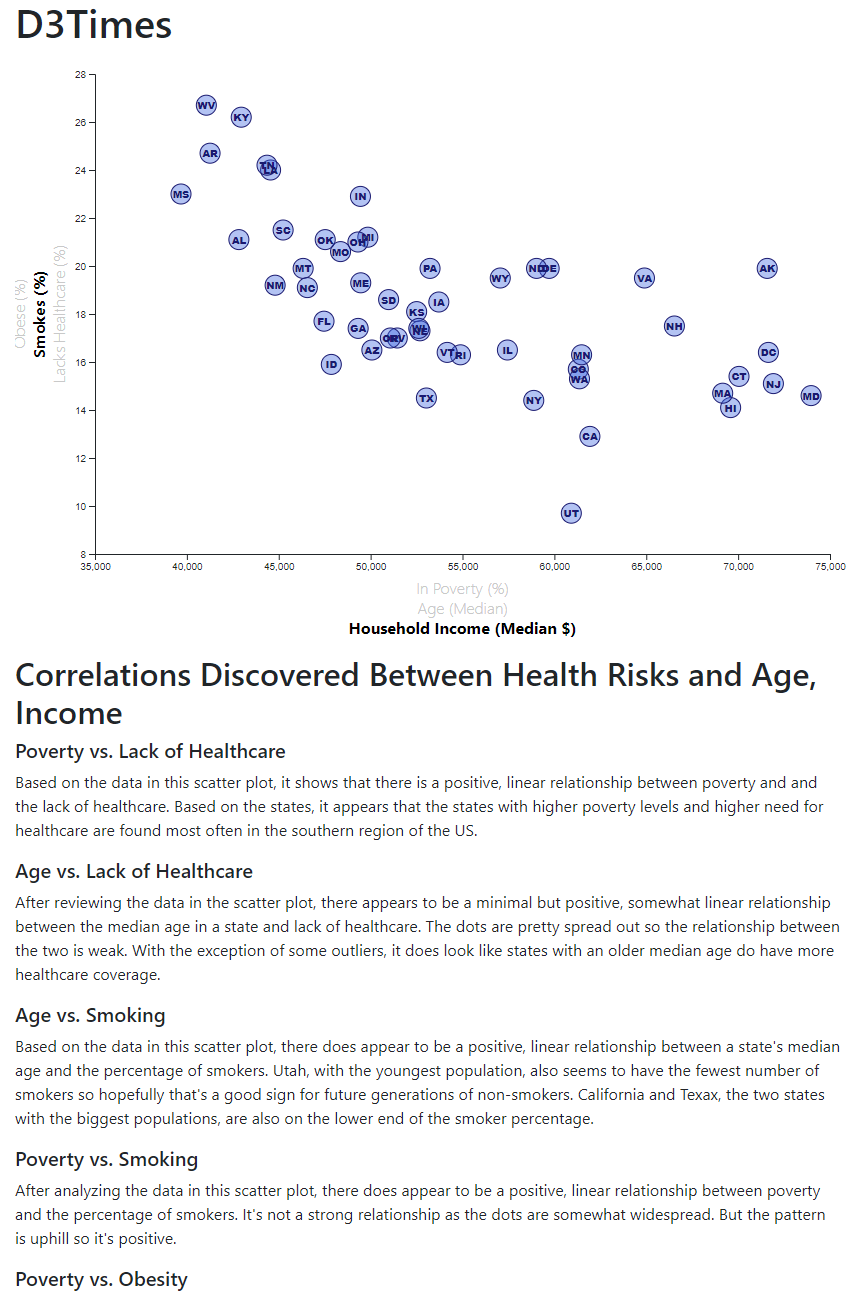 D3Times
28
26
24
22
20
18
16
14
12
10
8
Obese (%)
Smokes (%)
Lacks Healthcare (%)
WV
KY
AR
TN
LA
MS
IN
SC
AL
OK
OH
MI
MO
MT
PA
ND
DE
AK
WY
VA
NM
NC
ME
SD
IA
KS
FL
GA
WI
NE
NH
OR
NV
AZ
VT
RI
IL
MN
DC
ID
CO
WA
CT
NJ
TX
NY
MA
HI
MD
CA
UT
35,000
40,000
45,000
50,000
55,000
60,000
65,000
70,000
75,000
In Poverty (%)
Age (Median)
Household Income (Median $)
Correlations Discovered Between Health Risks and Age,
Income
Poverty vs. Lack of Healthcare
Based on the data in this scatter plot, it shows that there is a positive, linear relationship between poverty and and
the lack of healthcare. Based on the states, it appears that the states with higher poverty levels and higher need for
healthcare are found most often in the southern region of the US.
Age vs. Lack of Healthcare
After reviewing the data in the scatter plot, there appears to be a minimal but positive, somewhat linear relationship
between the median age in a state and lack of healthcare. The dots are pretty spread out so the relationship between
the two is weak. With the exception of some outliers, it does look like states with an older median age do have more
healthcare coverage.
Age vs. Smoking
Based on the data in this scatter plot, there does appear to be a positive, linear relationship between a state's median
age and the percentage of smokers. Utah, with the youngest population, also seems to have the fewest number of
smokers so hopefully that's a good sign for future generations of non-smokers. California and Texax, the two states
with the biggest populations, are also on the lower end of the smoker percentage.
Poverty vs. Smoking
After analyzing the data in this scatter plot, there does appear to be a positive, linear relationship between poverty
and the percentage of smokers. It's not a strong relationship as the dots are somewhat widespread. But the pattern
is uphill so it's positive.
Poverty vs. Obesity